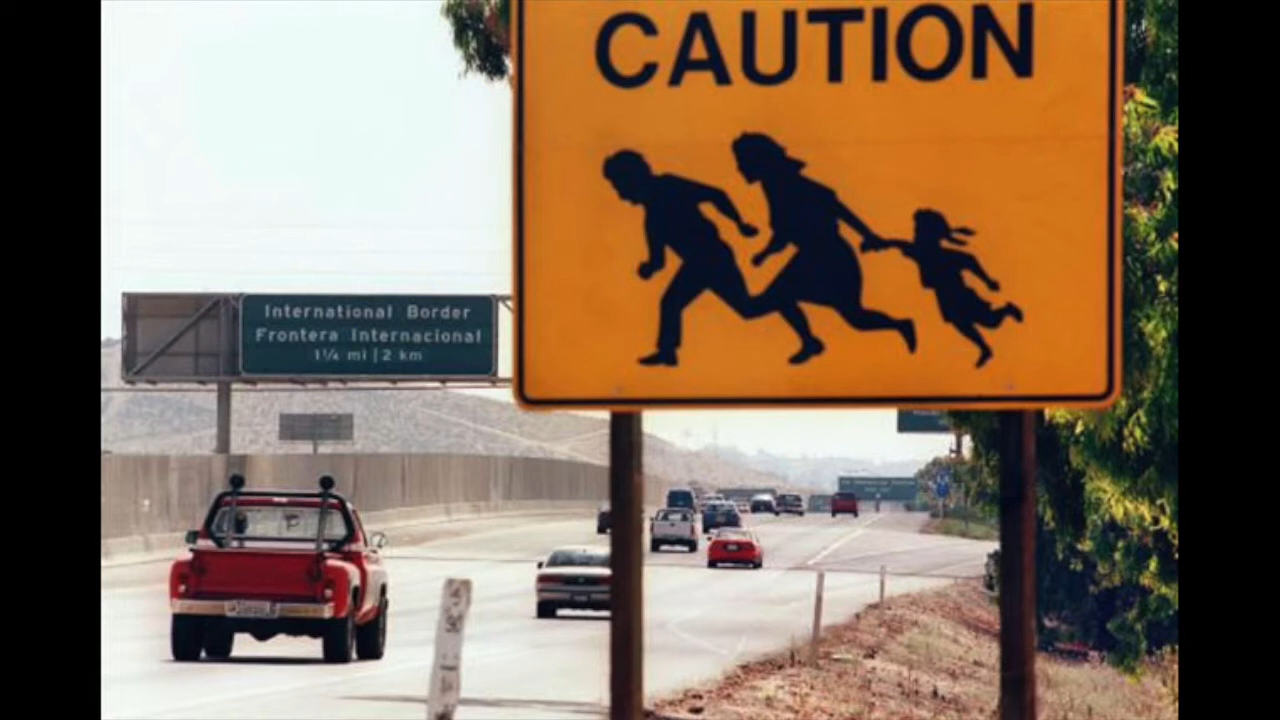 CAUTION
International Border
Frontera Internacional
1¼ mi | 2 km